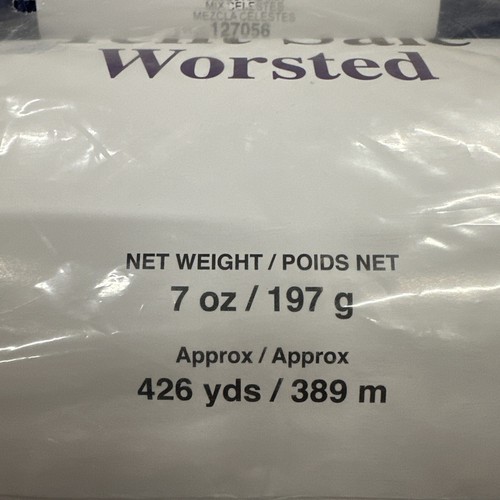 MEZCLA CELESTES
127056
Worsted
NET WEIGHT / POIDS NET
7 oz / 197 g
Approx / Approx
426 yds / 389 m